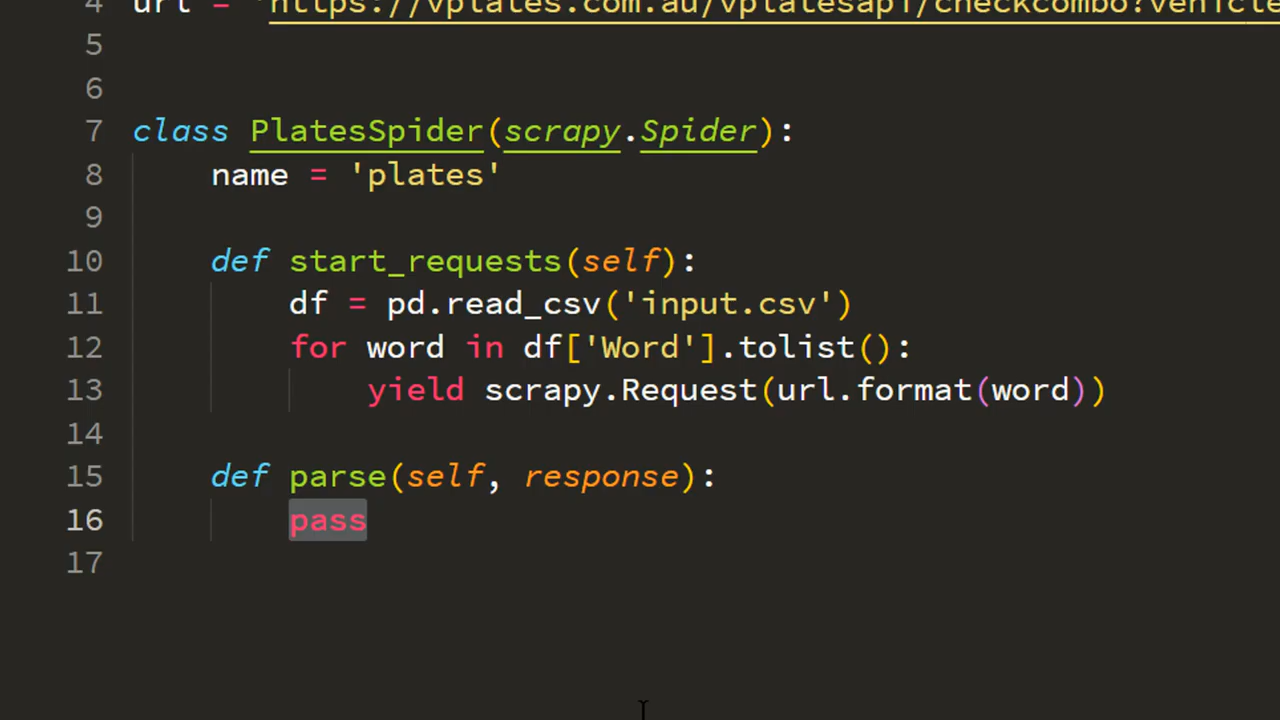 4 url = 'https://vplates.com.au/vplatesapi/checkcombo?vehicle
5
6
7 class PlatesSpider(scrapy.Spider):
8 name = 'plates'
9
10 def start_requests(self):
11 df = pd.read_csv('input.csv')
12 for word in df['Word'].tolist():
13 yield scrapy.Request(url.format(word))
14
15 def parse(self, response):
16 pass
17